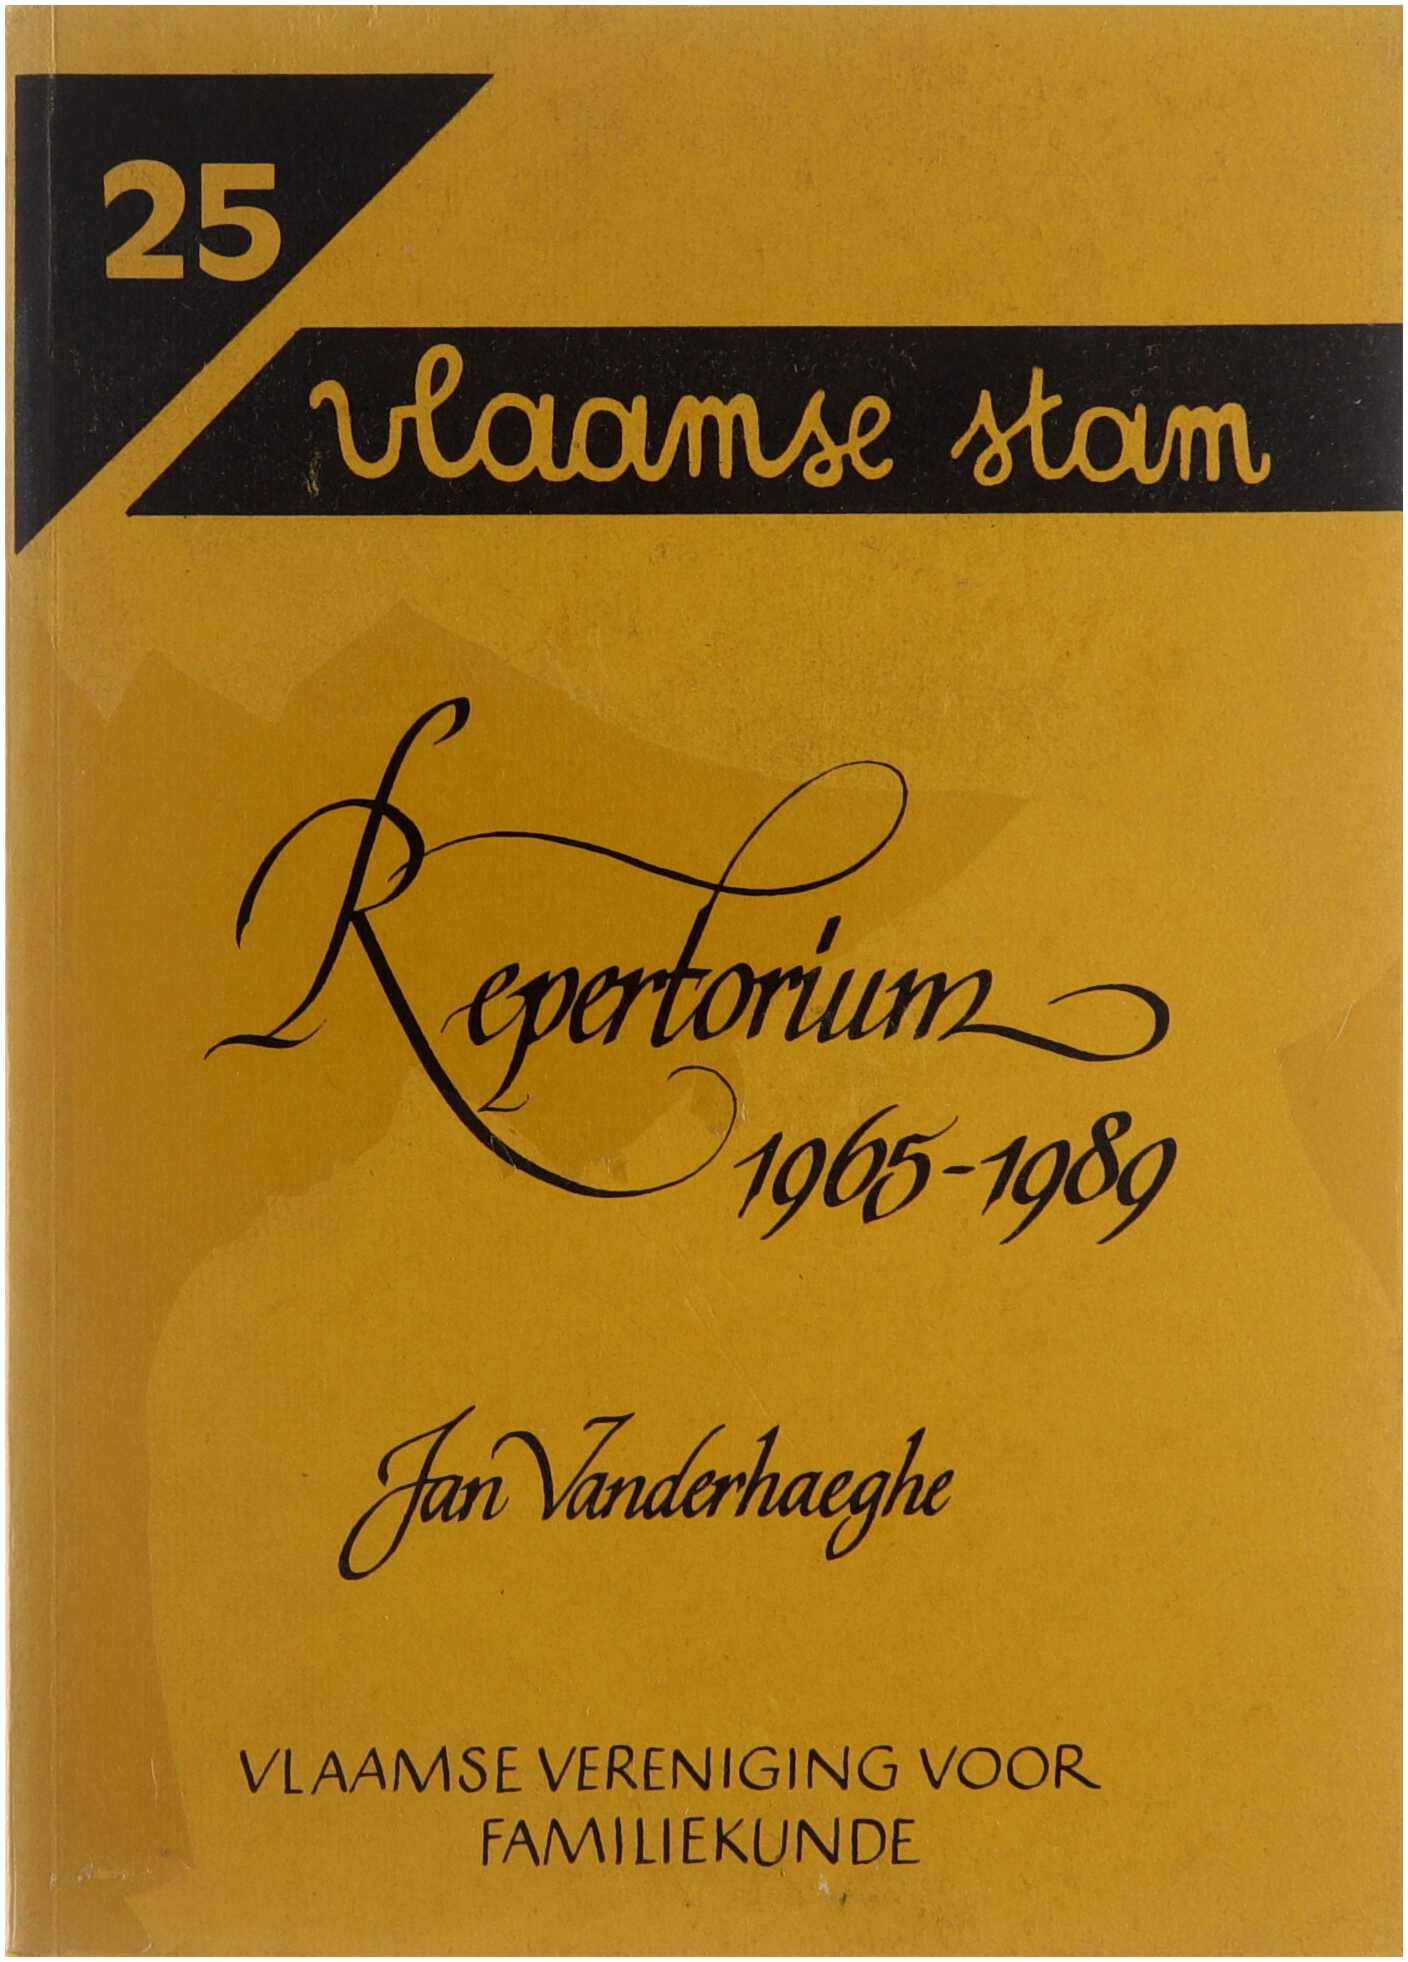 25
vlaamse stam
Repertorium
1965-1989
Jan Vanderhaeghe
VLAAMSE VERENIGING VOOR
FAMILIEKUNDE